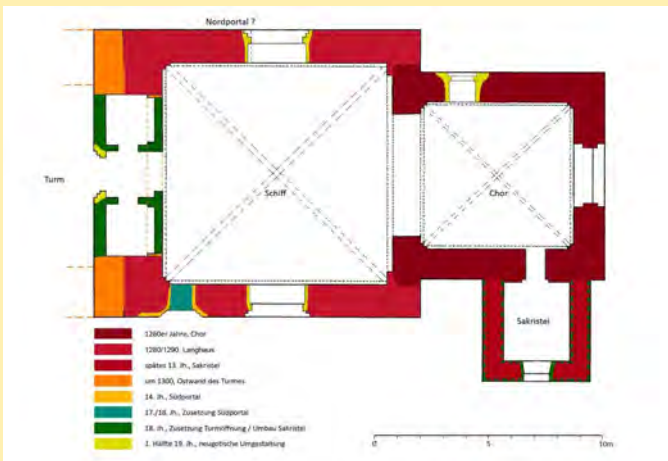 Nordportal ?
Turm
Schiff
Chor
Sakristei
1260er Jahre, Chor
1280/1290 Langhaus
spätes 13. Jh., Sakristei
um 1300, Ostwand des Turmes
14. Jh., Südportal
17./18. Jh., Zusetzung Südportal
18. Jh., Zusetzung Turmöffnung / Umbau Sakristei
1. Hälfte 19. Jh., neugotische Umgestaltung
0 5 10m